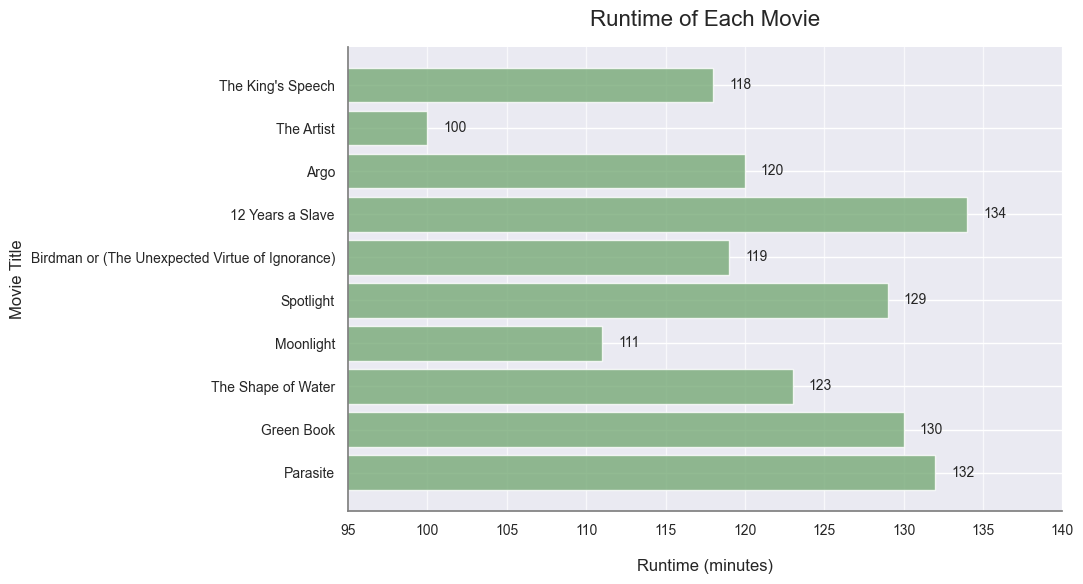 Runtime of Each Movie
The King's Speech
118
The Artist
100
Argo
120
12 Years a Slave
134
Birdman or (The Unexpected Virtue of Ignorance)
119
Spotlight
129
Moonlight
111
The Shape of Water
123
Green Book
130
Parasite
132
Movie Title
95 100 105 110 115 120 125 130 135 140
Runtime (minutes)